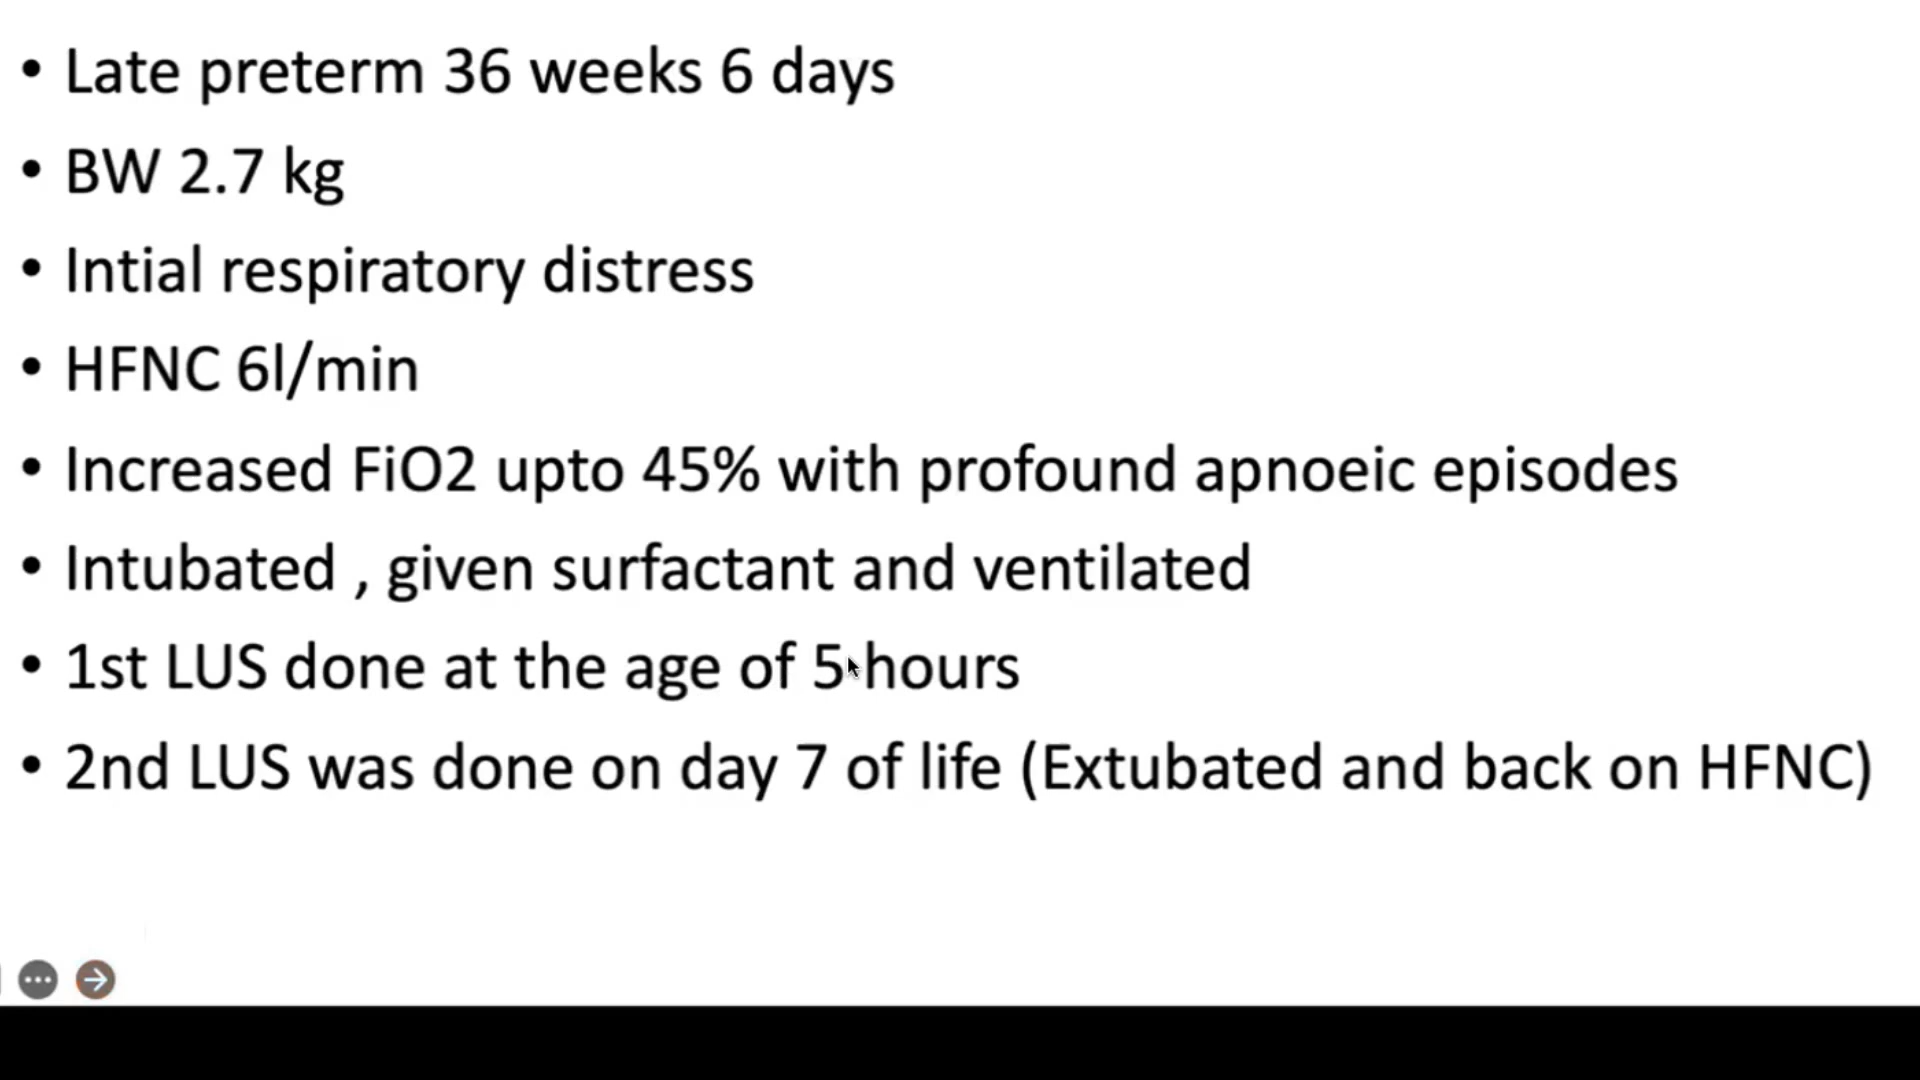 • Late preterm 36 weeks 6 days
• BW 2.7 kg
• Intial respiratory distress
• HFNC 6l/min
• Increased FiO2 upto 45% with profound apnoeic episodes
• Intubated , given surfactant and ventilated
• 1st LUS done at the age of 5 hours
• 2nd LUS was done on day 7 of life (Extubated and back on HFNC)